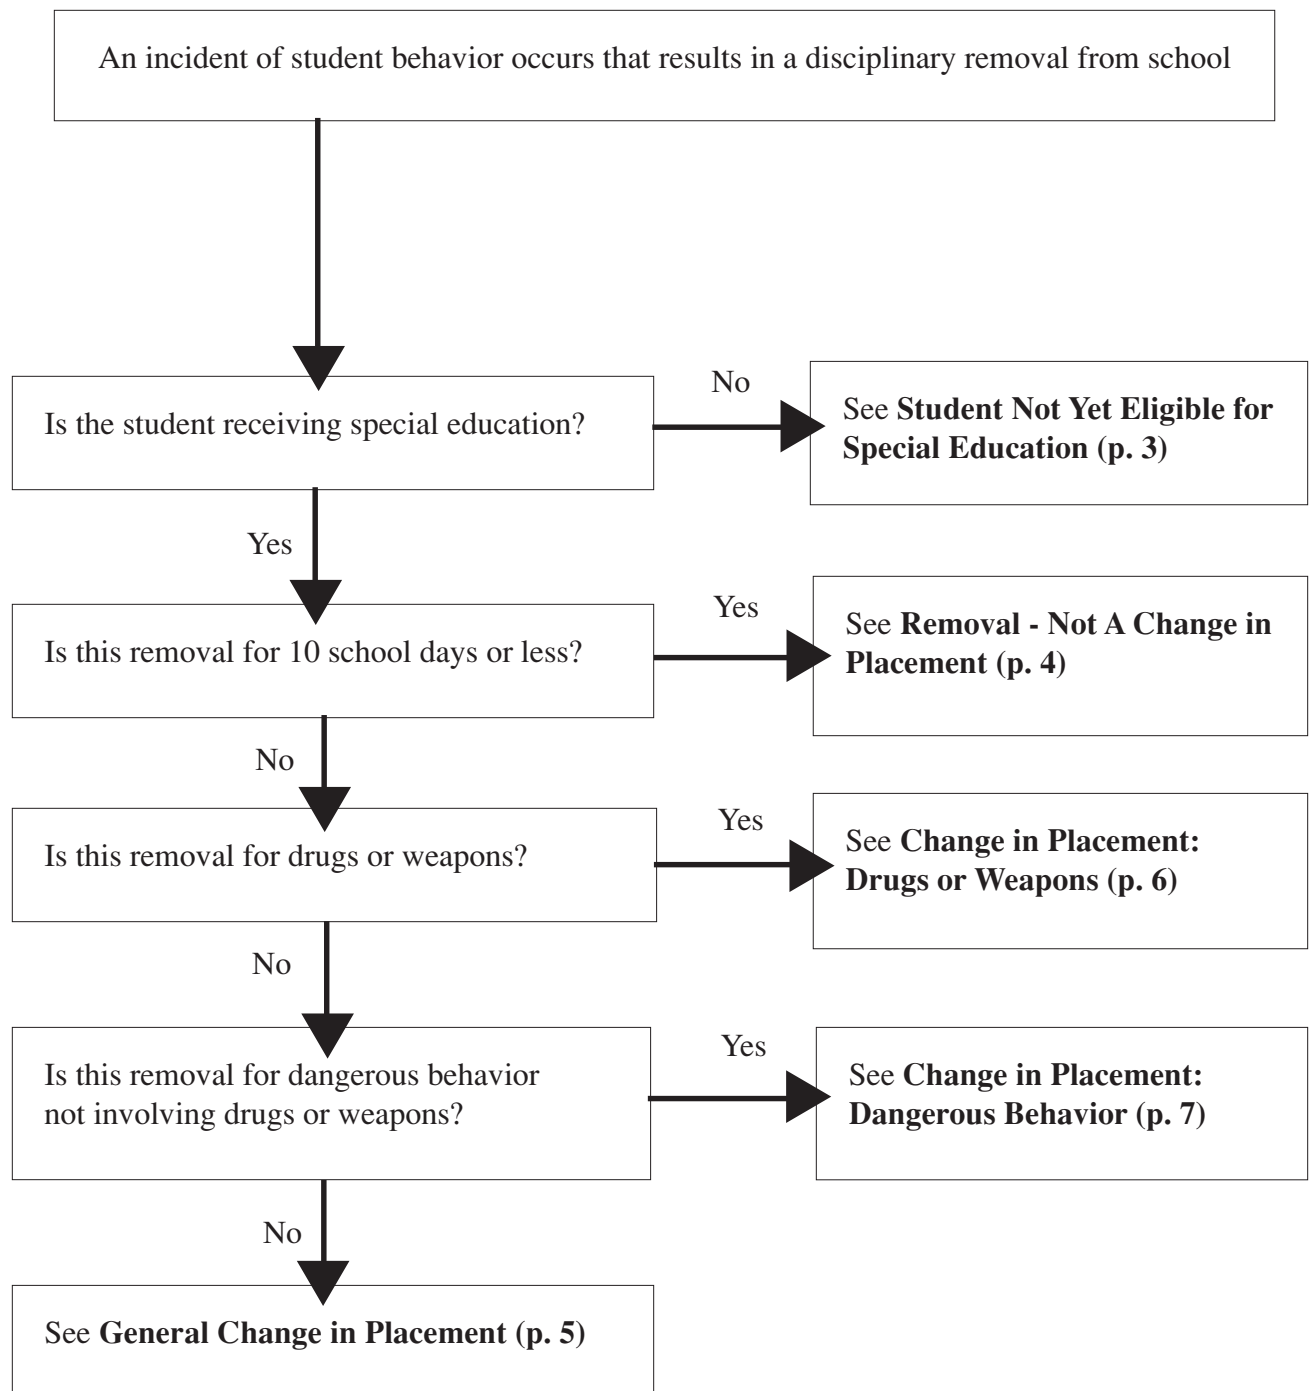 An incident of student behavior occurs that results in a disciplinary removal from school
Is the student receiving special education?
No
See Student Not Yet Eligible for
Special Education (p. 3)
Yes
Is this removal for 10 school days or less?
Yes
See Removal - Not A Change in
Placement (p. 4)
No
Is this removal for drugs or weapons?
Yes
See Change in Placement:
Drugs or Weapons (p. 6)
No
Is this removal for dangerous behavior
not involving drugs or weapons?
Yes
See Change in Placement:
Dangerous Behavior (p. 7)
No
See General Change in Placement (p. 5)